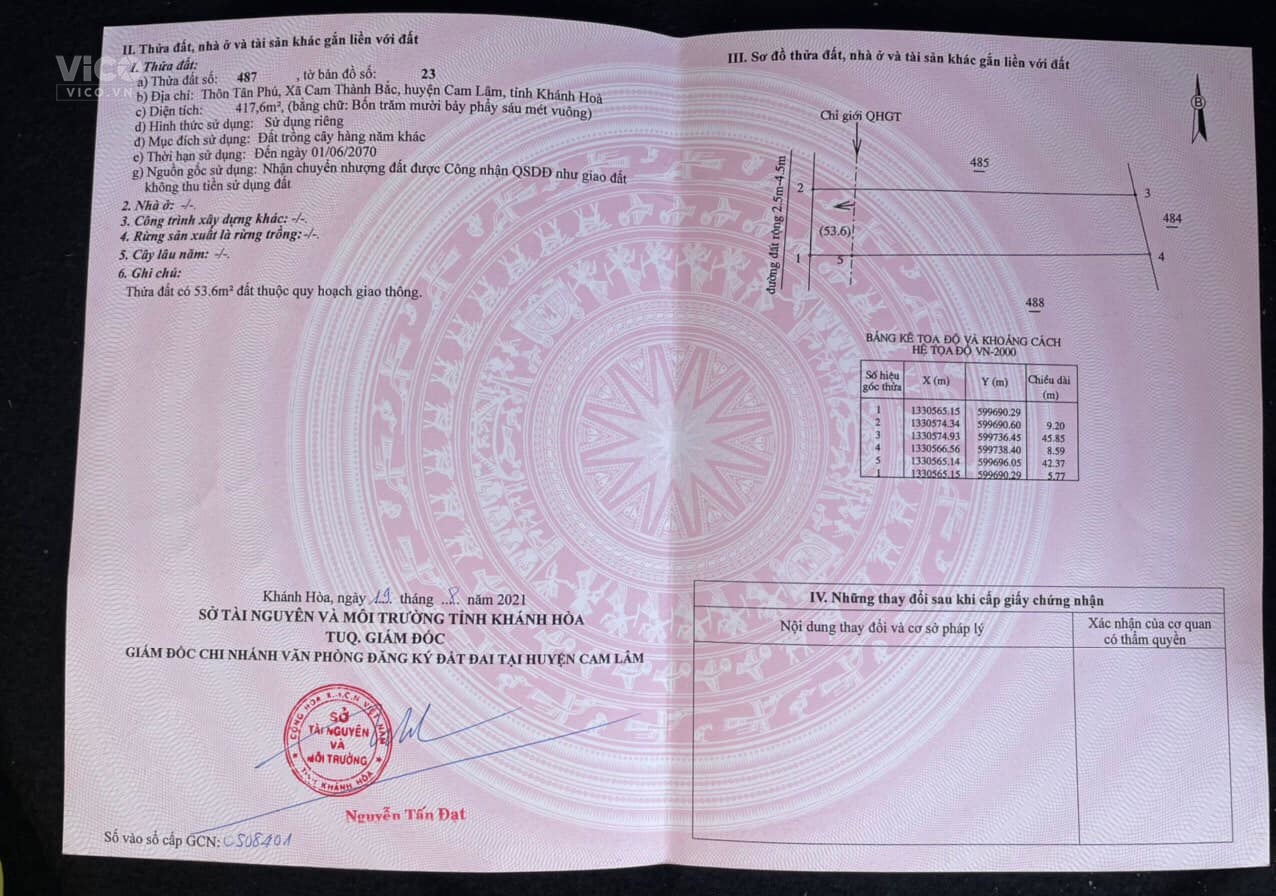 VICO
VICO.VN
II. Thửa đất, nhà ở và tài sản khác gắn liền với đất
1. Thửa đất:
a) Thửa đất số: 487 , tờ bản đồ số: 23
b) Địa chỉ: Thôn Tân Phú, Xã Cam Thành Bắc, huyện Cam Lâm, tỉnh Khánh Hoà
c) Diện tích: 417,6m², (bằng chữ: Bốn trăm mười bảy phẩy sáu mét vuông)
d) Hình thức sử dụng: Sử dụng riêng
đ) Mục đích sử dụng: Đất trồng cây hàng năm khác
e) Thời hạn sử dụng: Đến ngày 01/06/2070
g) Nguồn gốc sử dụng: Nhận chuyển nhượng đất được Công nhận QSDĐ như giao đất
không thu tiền sử dụng đất
2. Nhà ở: -/-.
3. Công trình xây dựng khác: -/-.
4. Rừng sản xuất là rừng trồng: -/-.
5. Cây lâu năm: -/-.
6. Ghi chú:
Thửa đất có 53.6m² đất thuộc quy hoạch giao thông.
Khánh Hòa, ngày 19. tháng ..8. năm 2021
SỞ TÀI NGUYÊN VÀ MÔI TRƯỜNG TỈNH KHÁNH HÒA
TUQ. GIÁM ĐỐC
GIÁM ĐỐC CHI NHÁNH VĂN PHÒNG ĐĂNG KÝ ĐẤT ĐAI TẠI HUYỆN CAM LÂM
CỘNG HÒA X.H.C.N VIỆT NAM
SỞ
TÀI NGUYÊN
VÀ
MÔI TRƯỜNG
TỈNH KHÁNH HÒA
Nguyễn Tấn Đạt
Số vào sổ cấp GCN: CS08401
III. Sơ đồ thửa đất, nhà ở và tài sản khác gắn liền với đất
B
Chỉ giới QHGT
485
2
3
484
(53.6)
đường đất rộng 2.5m-4.5m
1
5
4
488
BẢNG KÊ TỌA ĐỘ VÀ KHOẢNG CÁCH
HỆ TỌA ĐỘ VN-2000
Số hiệu góc thửa X (m) Y (m) Chiều dài (m)
1 1330565.15 599690.29
2 1330574.34 599690.60 9.20
3 1330574.93 599736.45 45.85
4 1330566.56 599738.40 8.59
5 1330565.14 599696.05 42.37
1 1330565.15 599690.29 5.77
IV. Những thay đổi sau khi cấp giấy chứng nhận
Nội dung thay đổi và cơ sở pháp lý
Xác nhận của cơ quan
có thẩm quyền